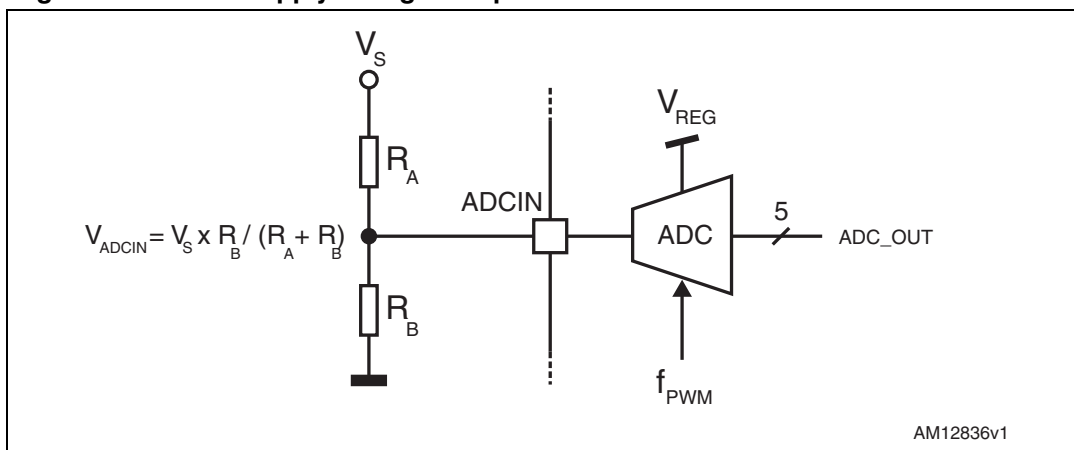 V_S
R_A
V_REG
ADCIN
5
V_ADCIN = V_S x R_B / (R_A + R_B)
ADC
ADC_OUT
R_B
f_PWM
AM12836v1